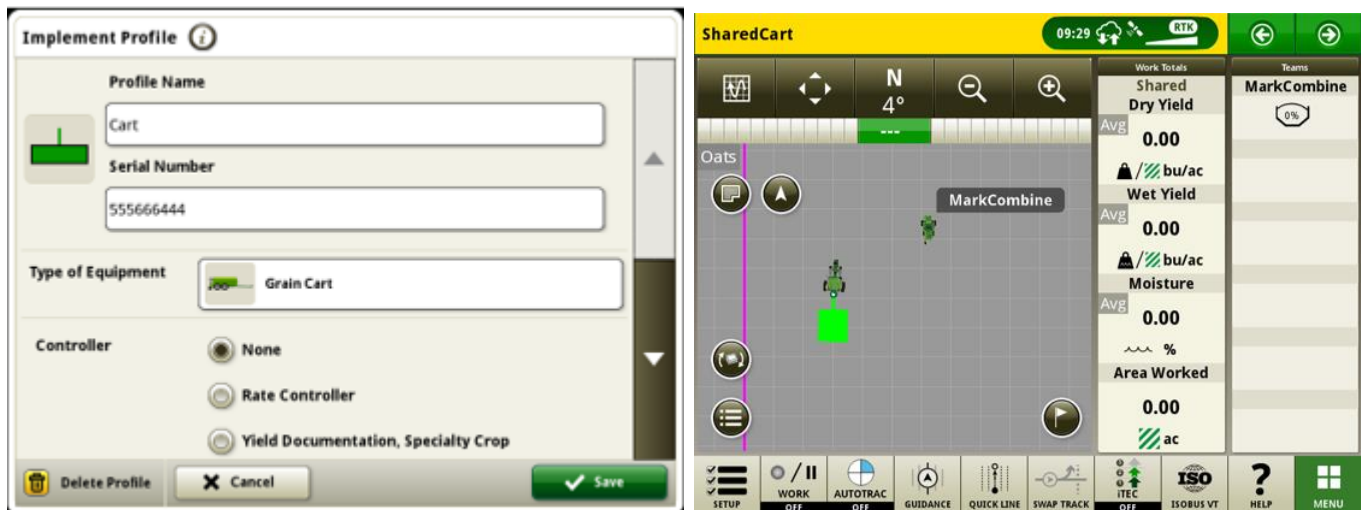 Implement Profile
Profile Name
Cart
Serial Number
555666444
Type of Equipment
Grain Cart
Controller
None
Rate Controller
Yield Documentation, Specialty Crop
Delete Profile
Cancel
Save
SharedCart
09:29
RTK
N
4°
---
Oats
MarkCombine
Work Totals
Shared
Dry Yield
Avg
0.00
/ bu/ac
Wet Yield
Avg
0.00
/ bu/ac
Moisture
Avg
0.00
%
Area Worked
0.00
ac
Teams
MarkCombine
0%
SETUP
WORK
OFF
AUTOTRAC
OFF
GUIDANCE
QUICK LINE
SWAP TRACK
iTEC
OFF
ISO
ISOBUS VT
?
HELP
MENU